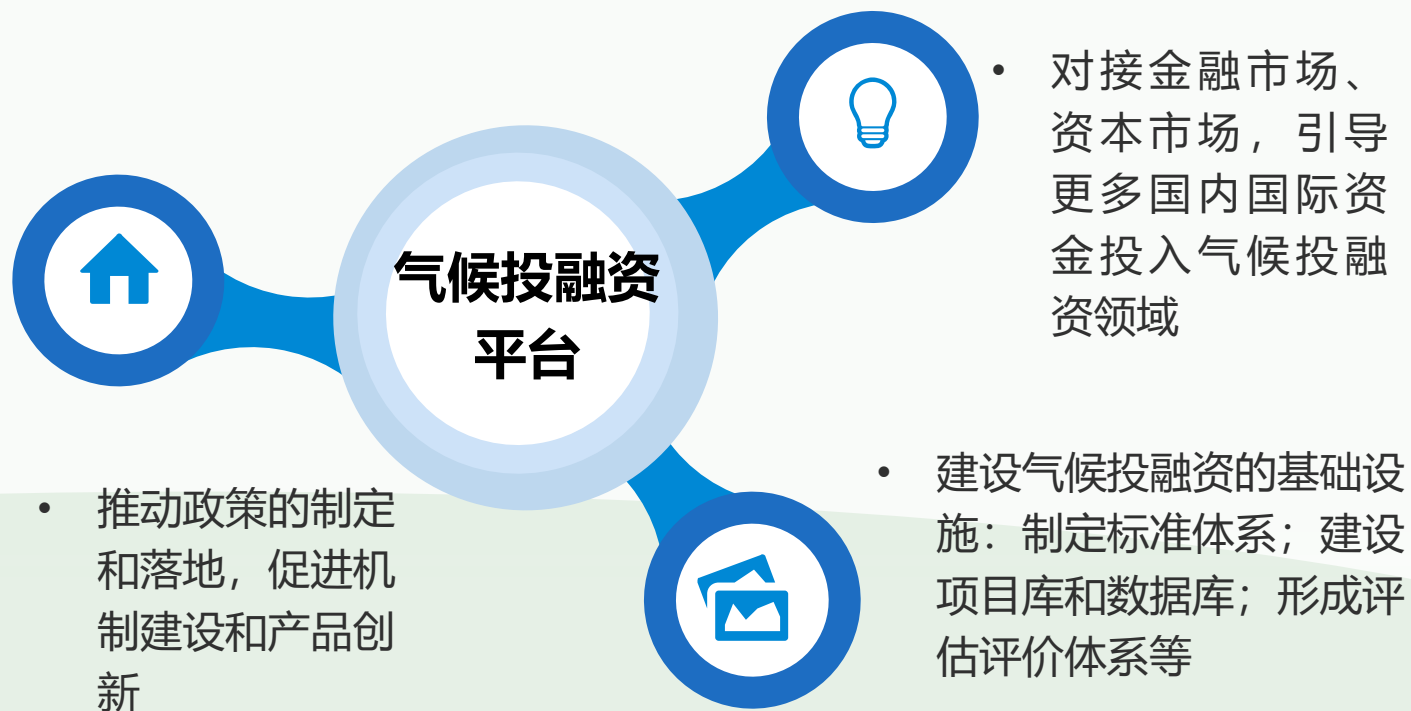 气候投融资
平台
• 对接金融市场、
资本市场，引导
更多国内国际资
金投入气候投融
资领域
• 推动政策的制定
和落地，促进机
制建设和产品创
新
• 建设气候投融资的基础设
施：制定标准体系；建设
项目库和数据库；形成评
估评价体系等